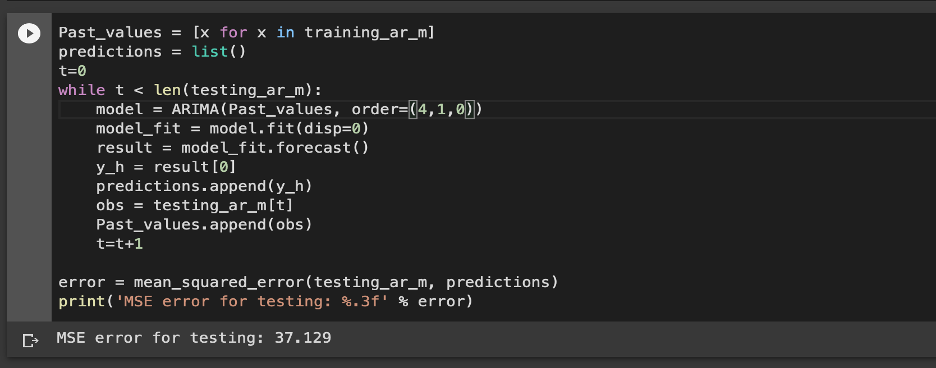 Past_values = [x for x in training_ar_m]
predictions = list()
t=0
while t < len(testing_ar_m):
    model = ARIMA(Past_values, order=(4,1,0))
    model_fit = model.fit(disp=0)
    result = model_fit.forecast()
    y_h = result[0]
    predictions.append(y_h)
    obs = testing_ar_m[t]
    Past_values.append(obs)
    t=t+1

error = mean_squared_error(testing_ar_m, predictions)
print('MSE error for testing: %.3f' % error)
MSE error for testing: 37.129